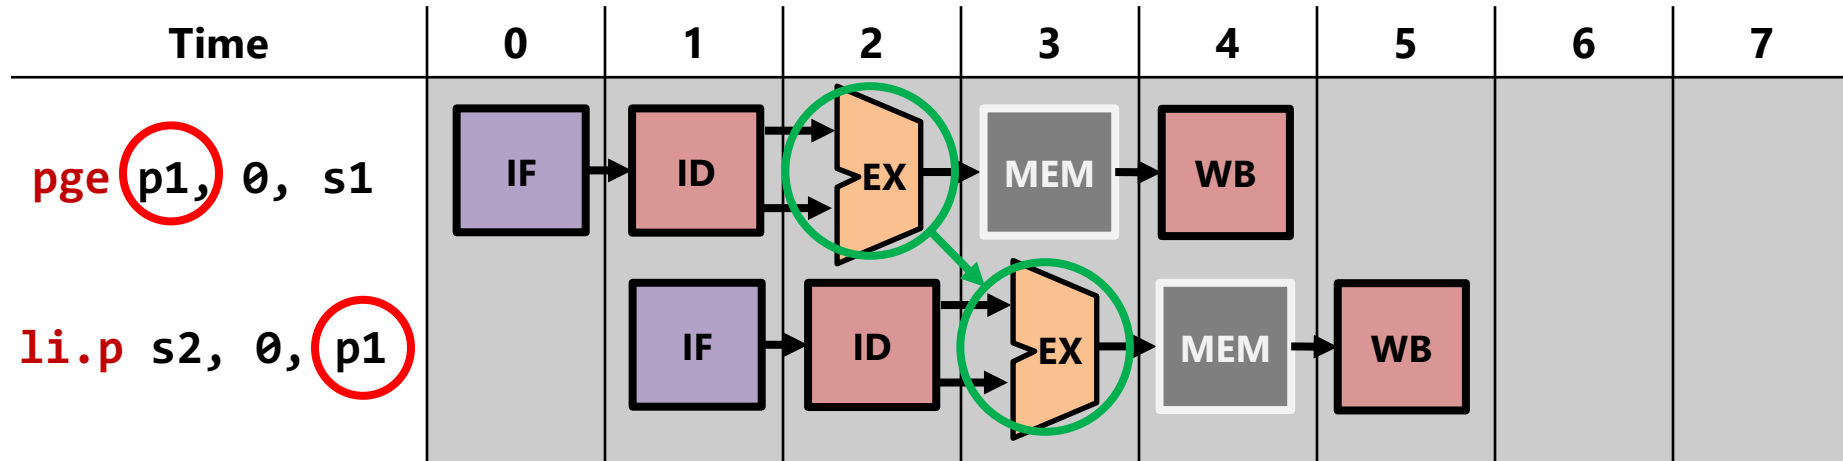 Time 0 1 2 3 4 5 6 7
pge p1, 0, s1 IF ID EX MEM WB
li.p s2, 0, p1 IF ID EX MEM WB